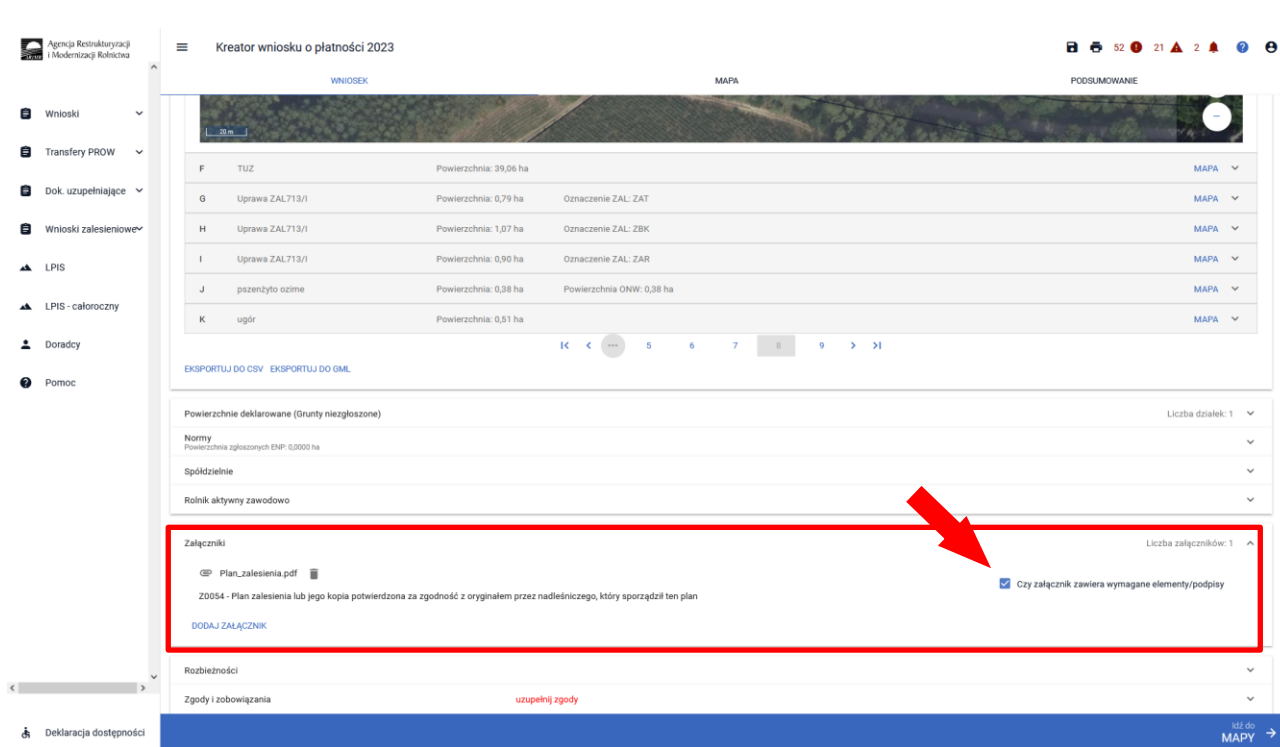 Agencja Restrukturyzacji
i Modernizacji Rolnictwa
Kreator wniosku o płatności 2023
52 21 2
WNIOSEK MAPA PODSUMOWANIE
Wnioski
Transfery PROW
Dok. uzupełniające
Wnioski zalesieniowe
LPIS
LPIS - całoroczny
Doradcy
Pomoc
20 m
F TUZ Powierzchnia: 39,06 ha MAPA
G Uprawa ZAL713/I Powierzchnia: 0,79 ha Oznaczenie ZAL: ZAT MAPA
H Uprawa ZAL713/I Powierzchnia: 1,07 ha Oznaczenie ZAL: ZBK MAPA
I Uprawa ZAL713/I Powierzchnia: 0,90 ha Oznaczenie ZAL: ZAR MAPA
J pszenżyto ozime Powierzchnia: 0,38 ha Powierzchnia ONW: 0,38 ha MAPA
K ugór Powierzchnia: 0,51 ha MAPA
... 5 6 7 8 9
EKSPORTUJ DO CSV EKSPORTUJ DO GML
Powierzchnie deklarowane (Grunty niezgłoszone) Liczba działek: 1
Normy
Powierzchnia zgłoszonych ENP: 0,0000 ha
Spółdzielnie
Rolnik aktywny zawodowo
Załączniki Liczba załączników: 1
Plan_zalesienia.pdf
Czy załącznik zawiera wymagane elementy/podpisy
Z0054 - Plan zalesienia lub jego kopia potwierdzona za zgodność z oryginałem przez nadleśniczego, który sporządził ten plan
DODAJ ZAŁĄCZNIK
Rozbieżności
Zgody i zobowiązania uzupełnij zgody
Deklaracja dostępności
Idź do
MAPY